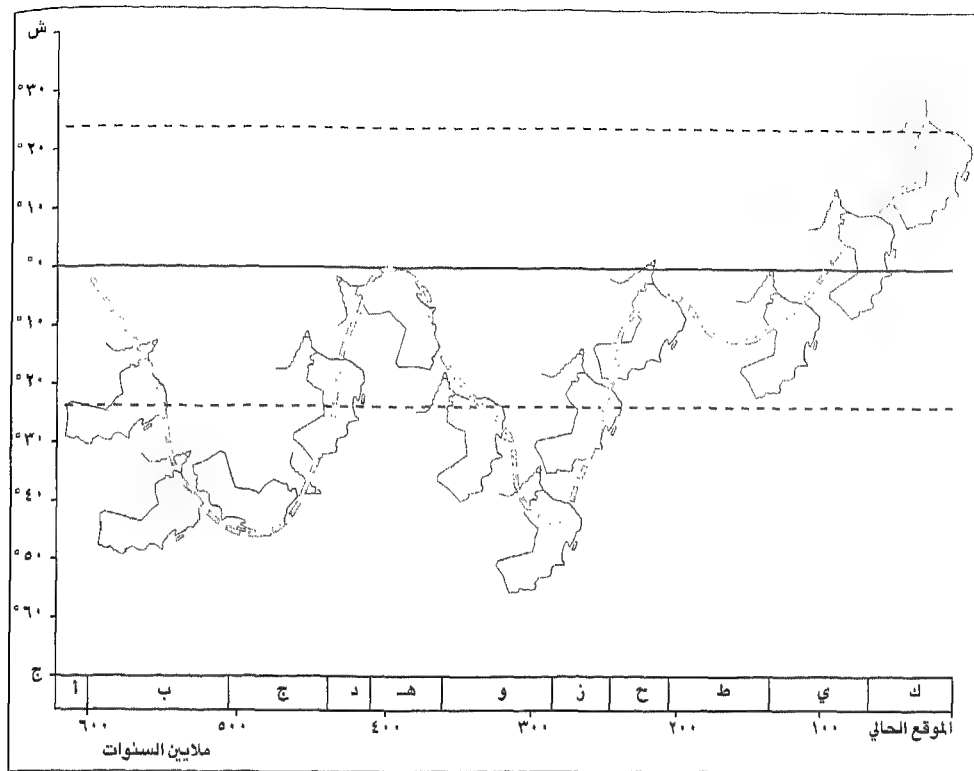 ش
°٣٠
°٢٠
°١٠
°٠
°١٠
°٢٠
°٣٠
°٤٠
°٥٠
°٦٠
ج
أ ب ج د هـ و ز ح ط ي ك
٦٠٠ ٥٠٠ ٤٠٠ ٣٠٠ ٢٠٠ ١٠٠ الموقع الحالي
ملايين السنوات